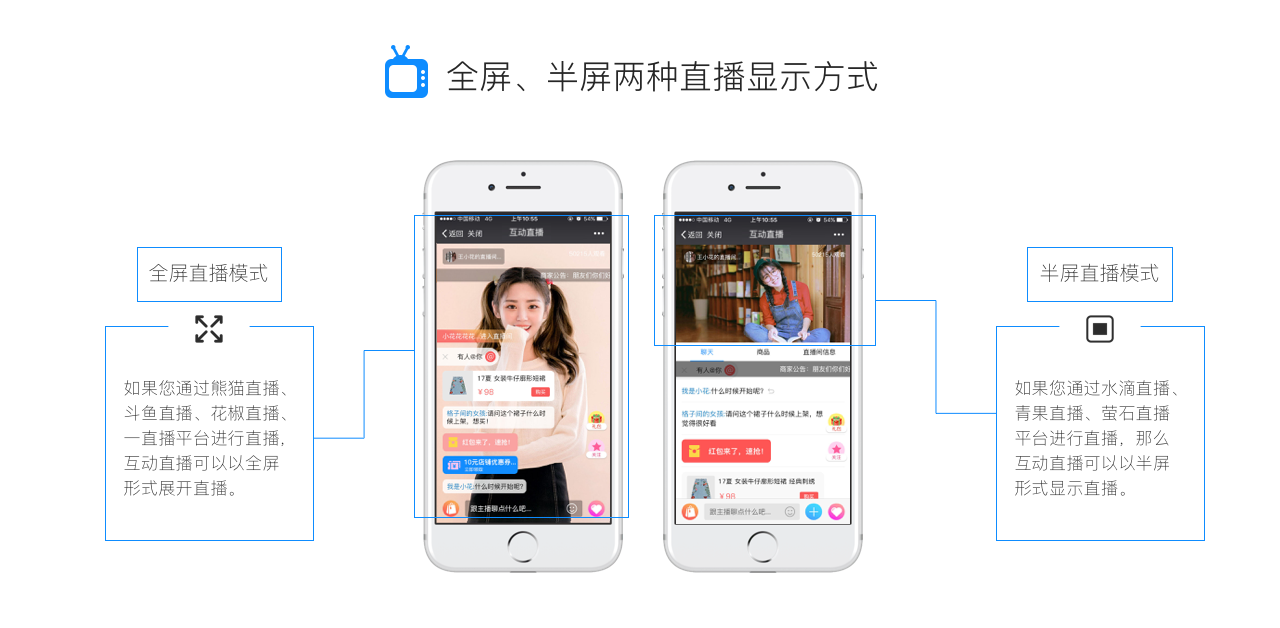 全屏、半屏两种直播显示方式
全屏直播模式
如果您通过熊猫直播、
斗鱼直播、花椒直播、
一直播平台进行直播,
互动直播可以以全屏
形式展开直播。
中国移动 4G 上午10:55 54%
返回 关闭 互动直播
王小花的直播间...
商家公告：朋友们你们好
小花花花花，进入直播间
有人@你
17夏 女装牛仔磨形短裙
¥98 购买
格子间的女孩:请问这个裙子什么时
候上架，想买!
礼包
红包来了，速抢!
关注
10元店铺优惠券...
立即领取
我是小花:什么时候开始呢?
跟主播聊点什么吧...
中国移动 4G 上午10:55 54%
返回 关闭 互动直播
王小花的直播间...
聊天 商品 直播间信息
有人@你 商家公告：朋友们你们好
我是小花:什么时候开始呢?
格子间的女孩:请问这个裙子什么时候上架，想
觉得很好看
礼包
红包来了，速抢!
关注
17夏 女装牛仔磨形短裙 经典刺绣
¥98 购买
跟主播聊点什么吧...
半屏直播模式
如果您通过水滴直播、
青果直播、萤石直播
平台进行直播，那么
互动直播可以以半屏
形式显示直播。